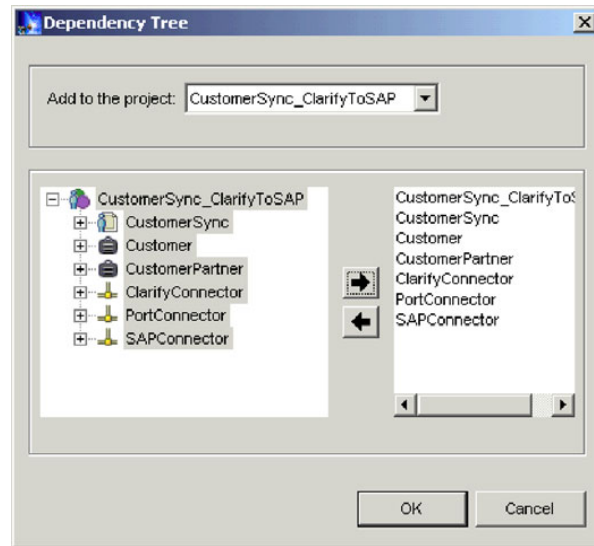 Dependency Tree
Add to the project: CustomerSync_ClarifyToSAP
CustomerSync_ClarifyToSAP
CustomerSync
Customer
CustomerPartner
ClarifyConnector
PortConnector
SAPConnector
CustomerSync_ClarifyToS
CustomerSync
Customer
CustomerPartner
ClarifyConnector
PortConnector
SAPConnector
OK Cancel